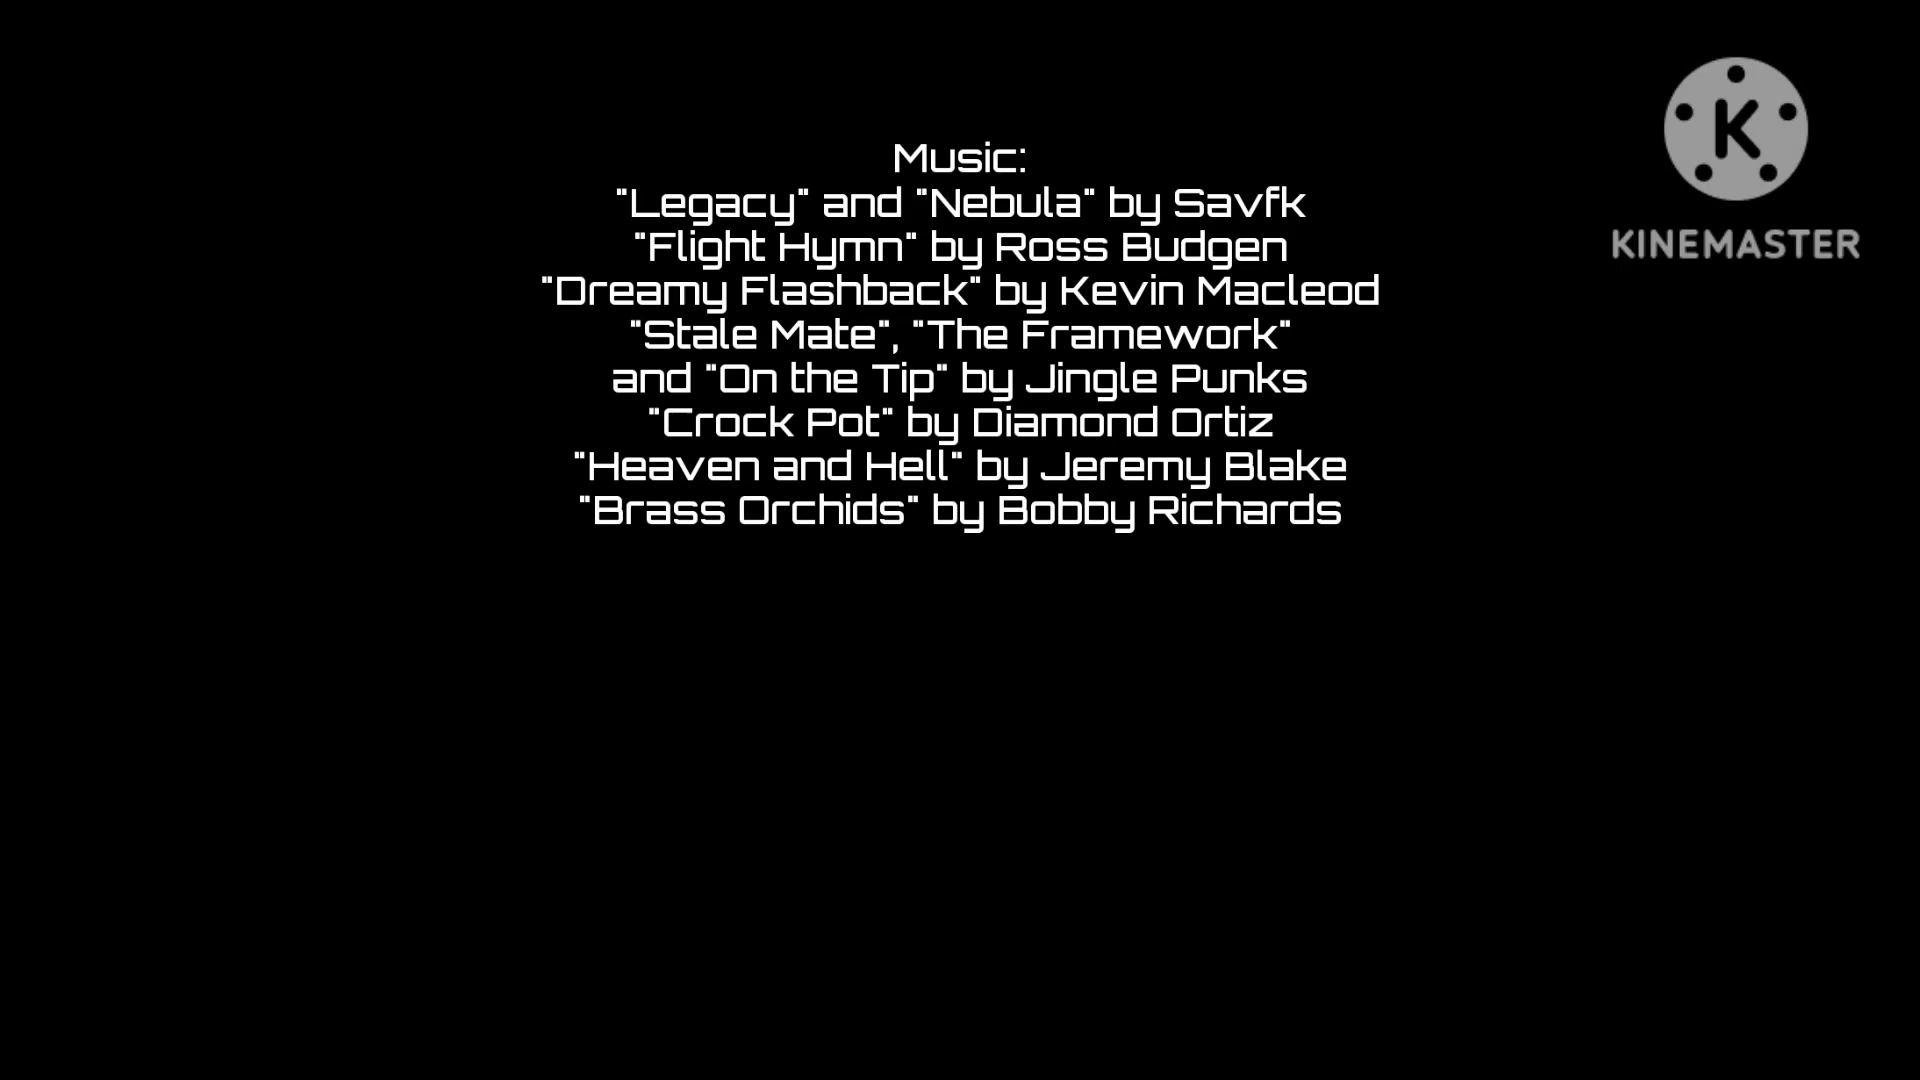 Music:
"Legacy" and "Nebula" by Savfk
"Flight Hymn" by Ross Budgen
"Dreamy Flashback" by Kevin Macleod
"Stale Mate", "The Framework"
and "On the Tip" by Jingle Punks
"Crock Pot" by Diamond Ortiz
"Heaven and Hell" by Jeremy Blake
"Brass Orchids" by Bobby Richards
K
KINEMASTER